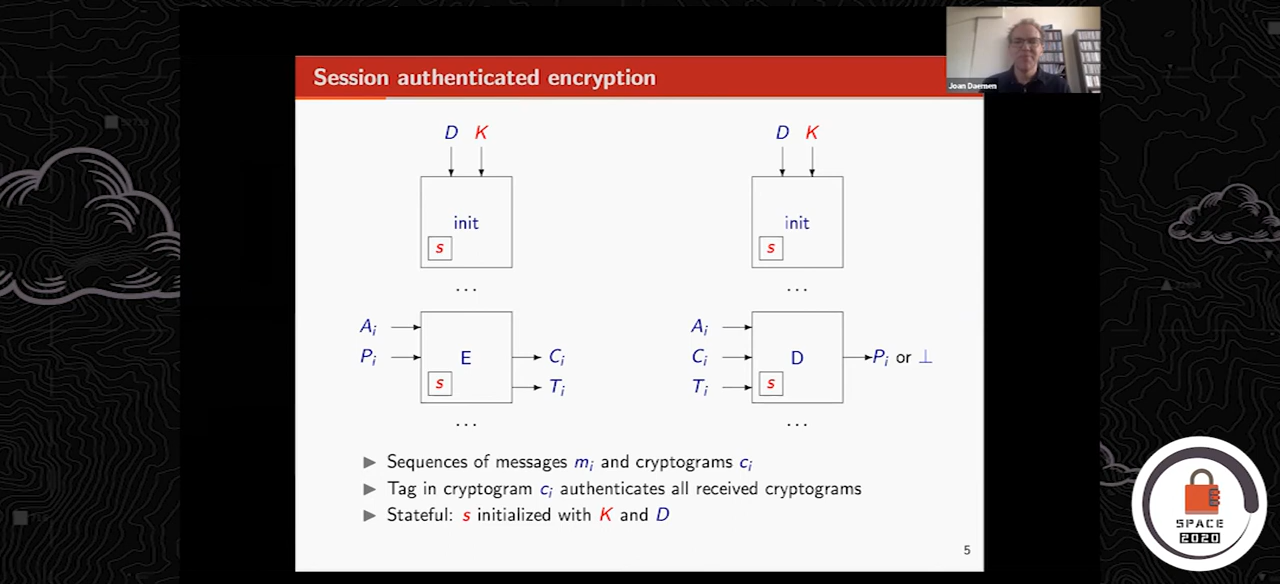 Session authenticated encryption
Joan Daemen
D K
D K
init
s
init
s
...
...
A_i
P_i
E
s
C_i
T_i
A_i
C_i
T_i
D
s
P_i or ⊥
...
...
Sequences of messages m_i and cryptograms c_i
Tag in cryptogram c_i authenticates all received cryptograms
Stateful: s initialized with K and D
5
SPACE
2020